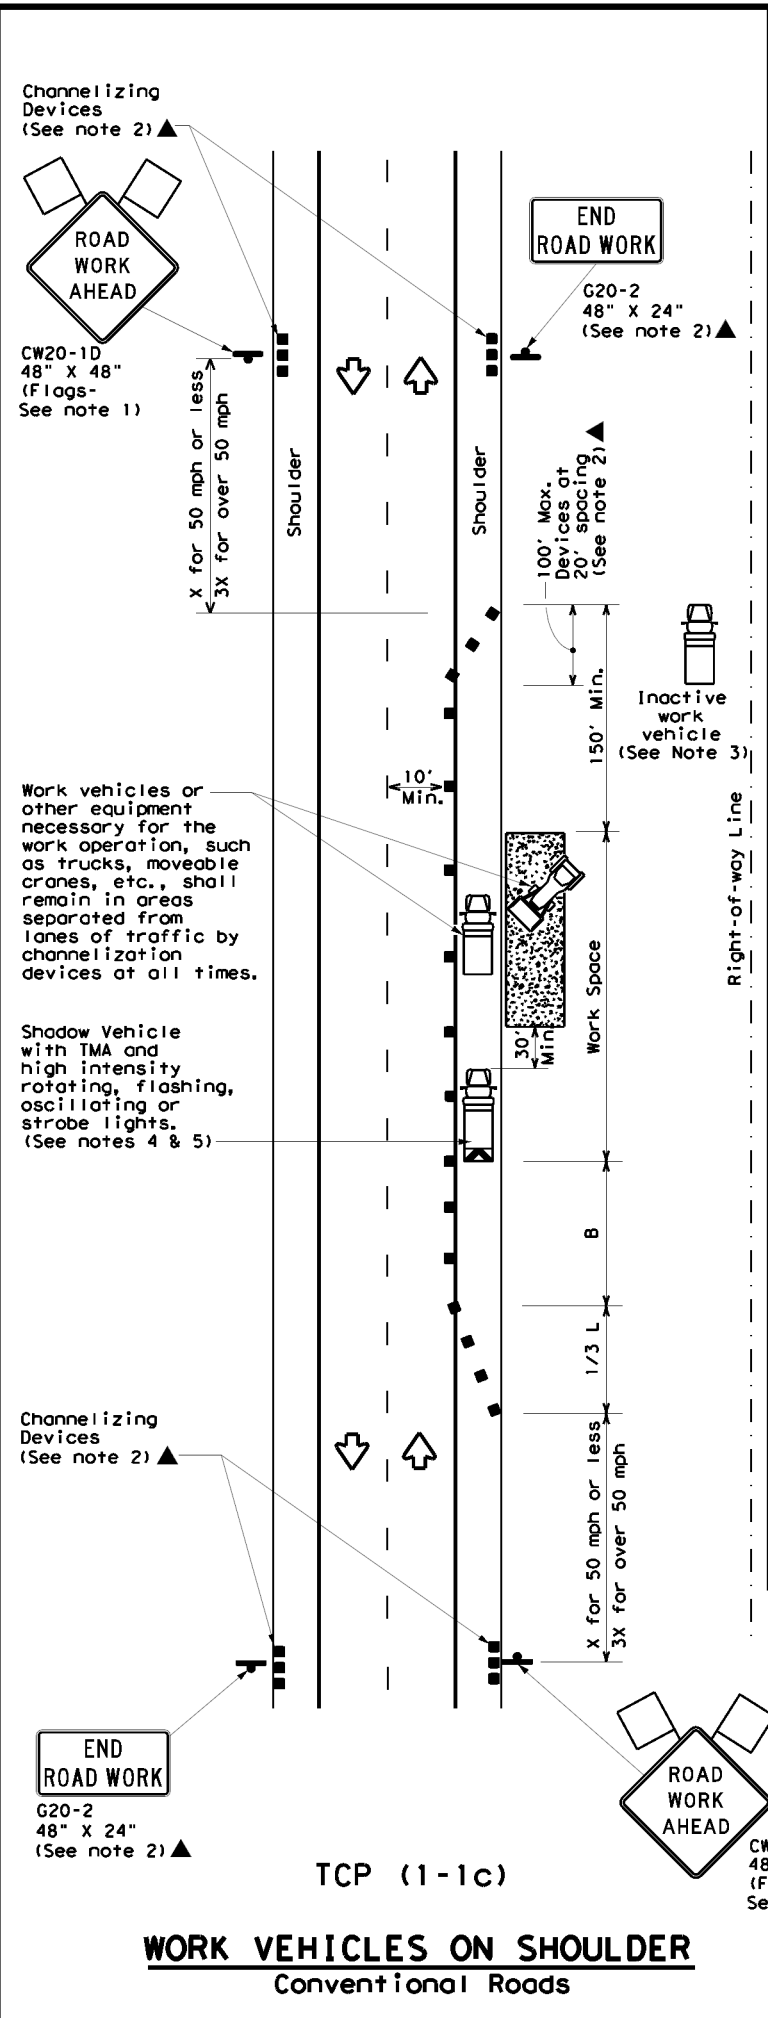 Channelizing
Devices
(See note 2)▲
ROAD
WORK
AHEAD
CW20-1D
48" X 48"
(Flags-
See note 1)
END
ROAD WORK
G20-2
48" X 24"
(See note 2)▲
X for 50 mph or less
3X for over 50 mph
Shoulder
Shoulder
100' Max.
Devices at
20' spacing
(See note 2)▲
150' Min.
Inactive
work
vehicle
(See Note 3)
10'
Min.
Work vehicles or
other equipment
necessary for the
work operation, such
as trucks, moveable
cranes, etc., shall
remain in areas
separated from
lanes of traffic by
channelization
devices at all times.
Right-of-way Line
Work Space
30'
Min.
Shadow Vehicle
with TMA and
high intensity
rotating, flashing,
oscillating or
strobe lights.
(See notes 4 & 5)
B
1/3 L
Channelizing
Devices
(See note 2)▲
X for 50 mph or less
3X for over 50 mph
END
ROAD WORK
G20-2
48" X 24"
(See note 2)▲
ROAD
WORK
AHEAD
CW
48
(F
Se
TCP (1-1c)
WORK VEHICLES ON SHOULDER
Conventional Roads